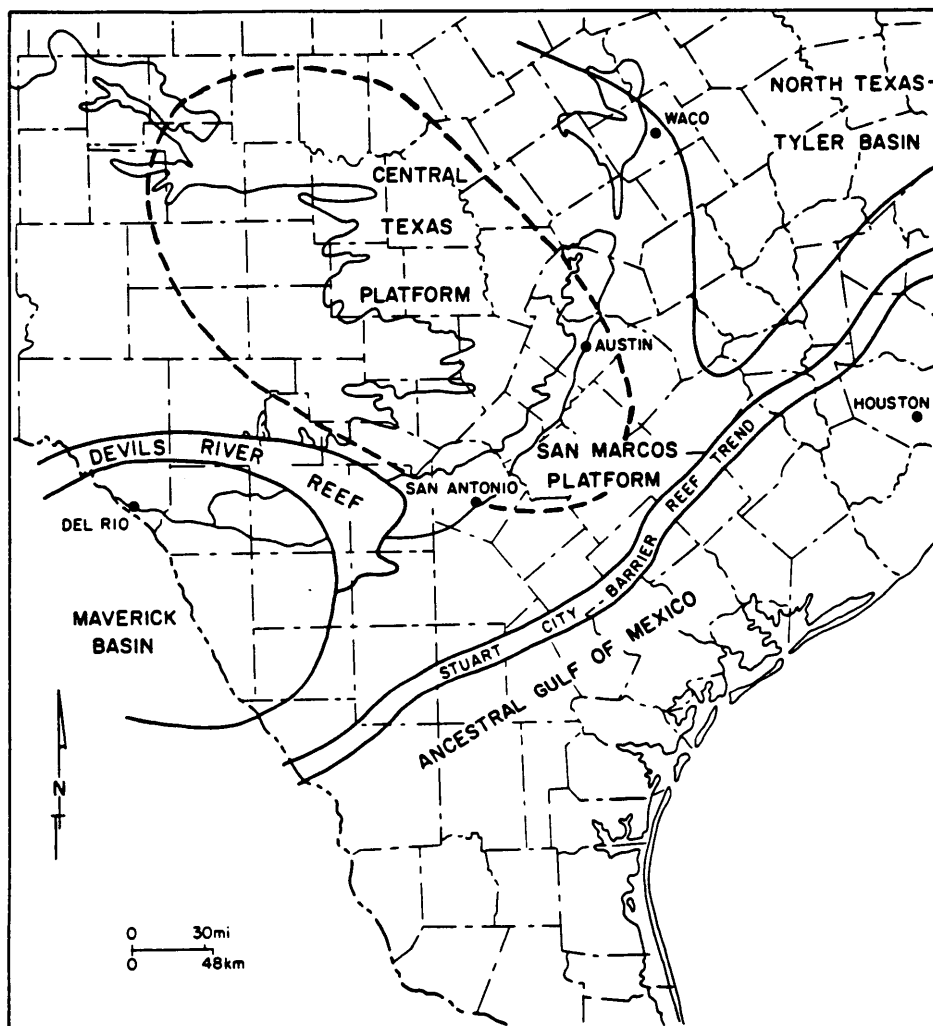 NORTH TEXAS-
TYLER BASIN
WACO
CENTRAL
TEXAS
PLATFORM
AUSTIN
HOUSTON
SAN MARCOS
PLATFORM
DEVILS RIVER
REEF
SAN ANTONIO
DEL RIO
MAVERICK
BASIN
STUART CITY BARRIER REEF TREND
ANCESTRAL GULF OF MEXICO
N
0 30mi
0 48km